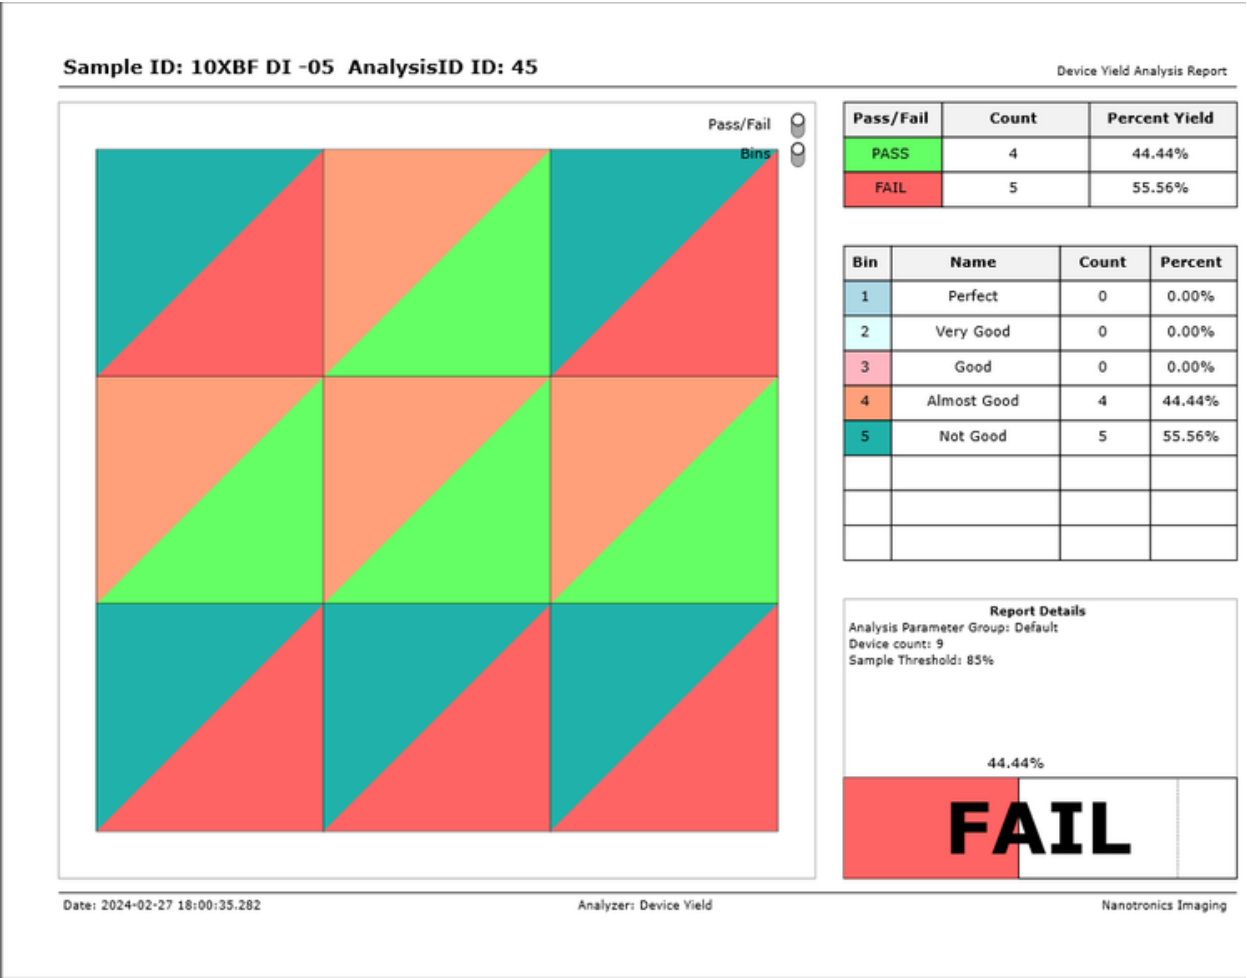 Sample ID: 10XBF DI -05  AnalysisID ID: 45
Device Yield Analysis Report
Pass/Fail
Bins
Pass/Fail Count Percent Yield
PASS 4 44.44%
FAIL 5 55.56%
Bin Name Count Percent
1 Perfect 0 0.00%
2 Very Good 0 0.00%
3 Good 0 0.00%
4 Almost Good 4 44.44%
5 Not Good 5 55.56%
Report Details
Analysis Parameter Group: Default
Device count: 9
Sample Threshold: 85%
44.44%
FAIL
Date: 2024-02-27 18:00:35.282
Analyzer: Device Yield
Nanotronics Imaging